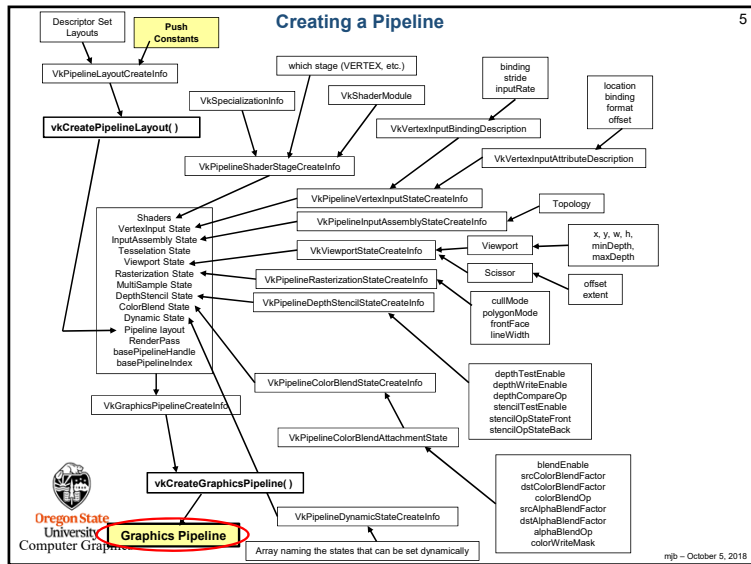 Creating a Pipeline
5
Descriptor Set
Layouts
Push
Constants
which stage (VERTEX, etc.)
binding
stride
inputRate
location
binding
format
offset
VkPipelineLayoutCreateInfo
VkSpecializationInfo
VkShaderModule
vkCreatePipelineLayout( )
VkVertexInputBindingDescription
VkVertexInputAttributeDescription
VkPipelineShaderStageCreateInfo
VkPipelineVertexInputStateCreateInfo
Topology
VkPipelineInputAssemblyStateCreateInfo
Shaders
VertexInput State
InputAssembly State
Tesselation State
Viewport State
Rasterization State
MultiSample State
DepthStencil State
ColorBlend State
Dynamic State
Pipeline layout
RenderPass
basePipelineHandle
basePipelineIndex
VkViewportStateCreateInfo
Viewport
x, y, w, h,
minDepth,
maxDepth
Scissor
offset
extent
VkPipelineRasterizationStateCreateInfo
cullMode
polygonMode
frontFace
lineWidth
VkPipelineDepthStencilStateCreateInfo
depthTestEnable
depthWriteEnable
depthCompareOp
stencilTestEnable
stencilOpStateFront
stencilOpStateBack
VkPipelineColorBlendStateCreateInfo
VkGraphicsPipelineCreateInfo
VkPipelineColorBlendAttachmentState
blendEnable
srcColorBlendFactor
dstColorBlendFactor
colorBlendOp
srcAlphaBlendFactor
dstAlphaBlendFactor
alphaBlendOp
colorWriteMask
vkCreateGraphicsPipeline( )
VkPipelineDynamicStateCreateInfo
Array naming the states that can be set dynamically
Graphics Pipeline
Oregon State
University
Computer Graphics
mjb – October 5, 2018